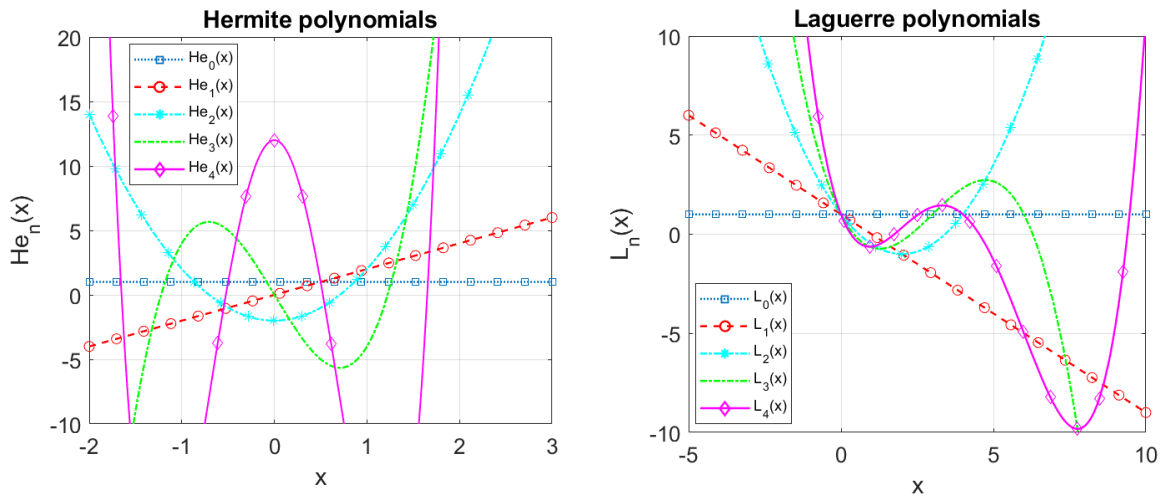 Hermite polynomials
20
15
10
5
0
-5
-10
-2
-1
0
1
2
3
x
He_n(x)
He_0(x)
He_1(x)
He_2(x)
He_3(x)
He_4(x)
Laguerre polynomials
10
5
0
-5
-10
-5
0
5
10
x
L_n(x)
L_0(x)
L_1(x)
L_2(x)
L_3(x)
L_4(x)